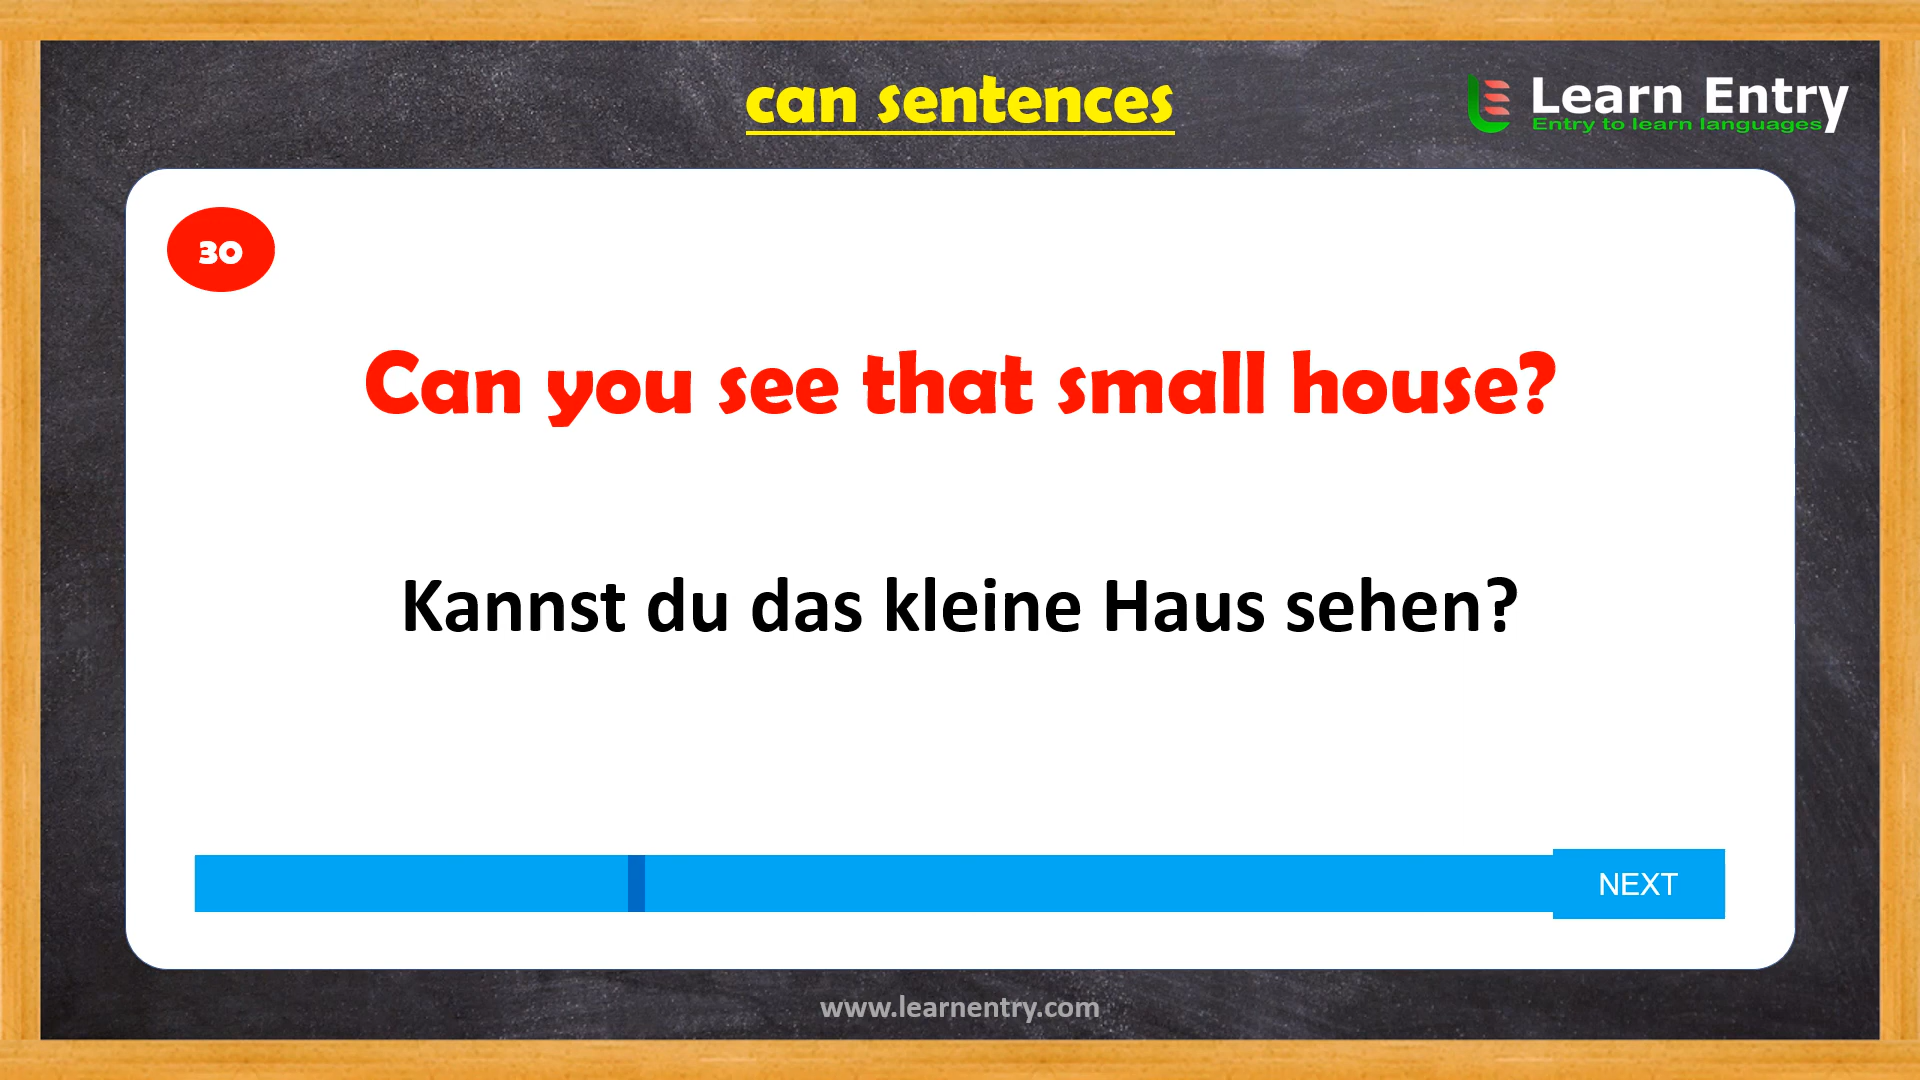 can sentences
Learn Entry
Entry to learn languages
30
Can you see that small house?
Kannst du das kleine Haus sehen?
NEXT
www.learnentry.com